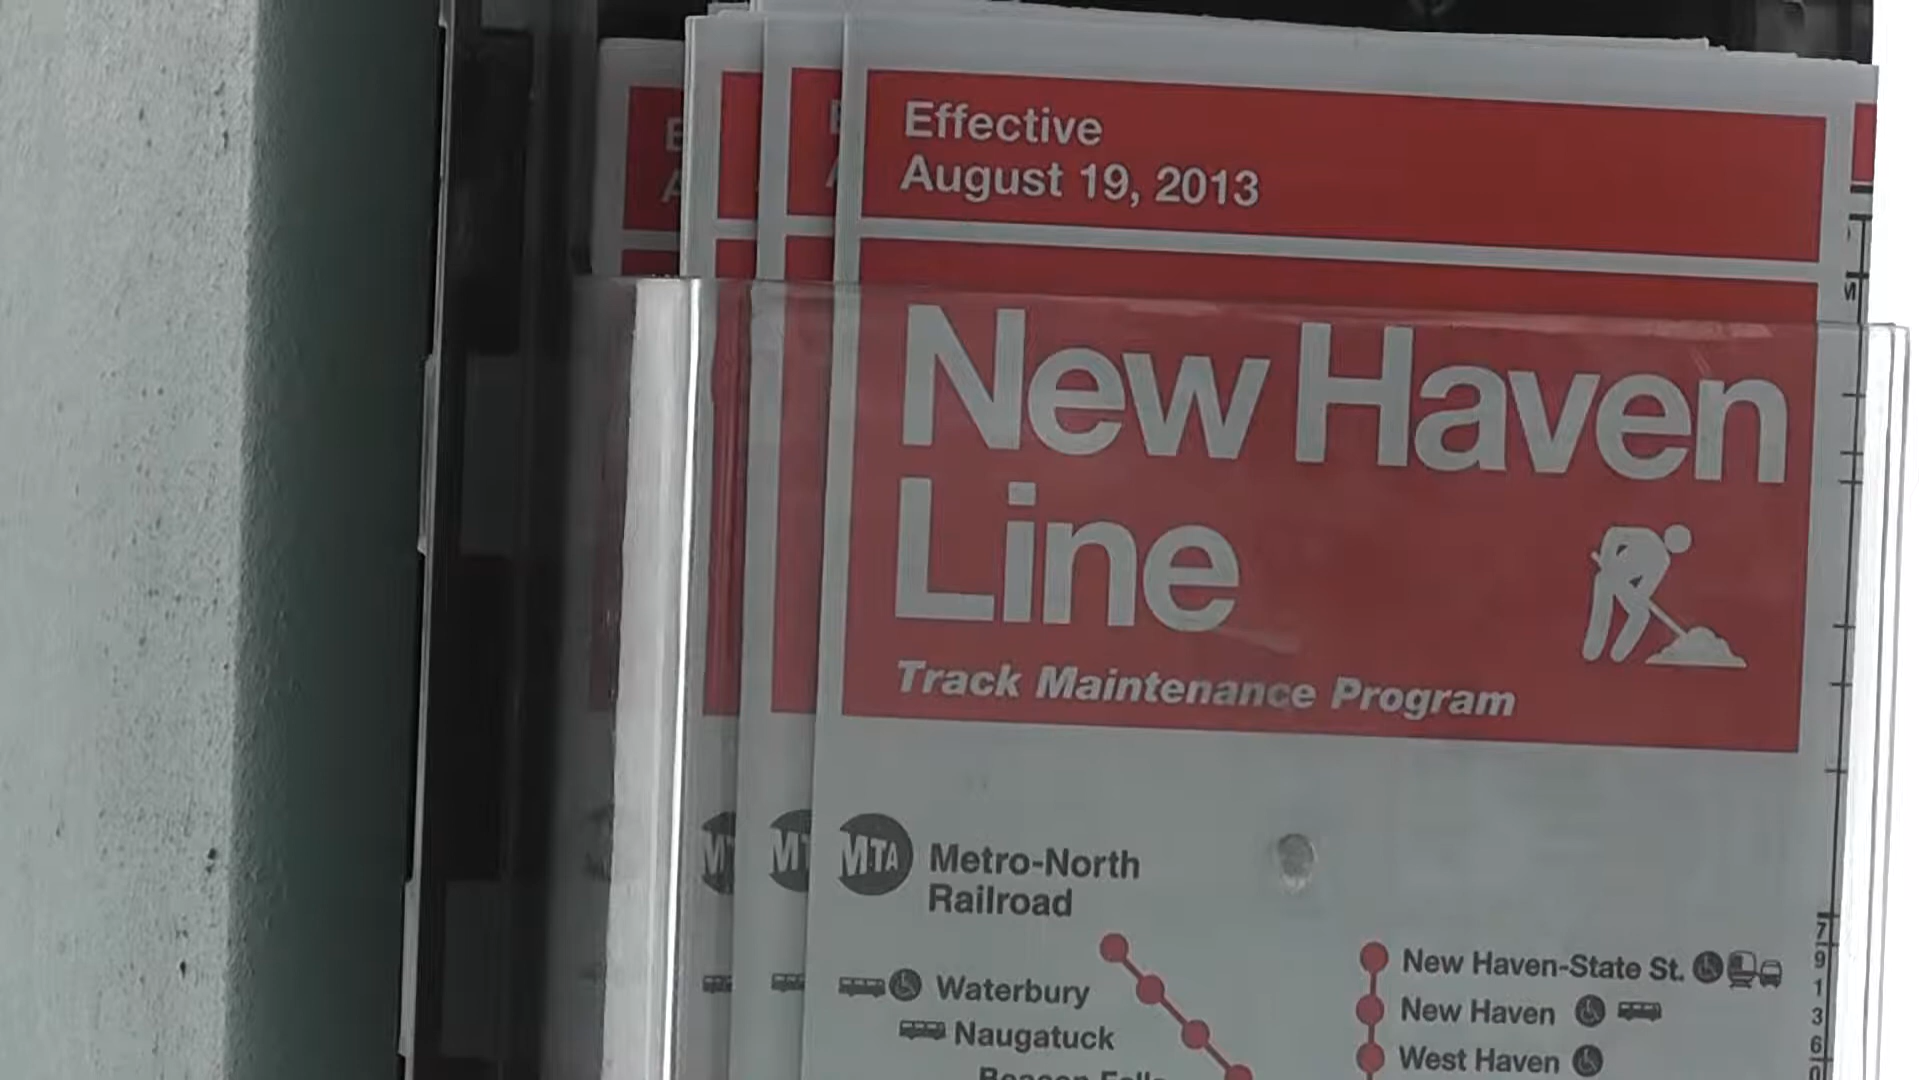 Effective
August 19, 2013
New Haven
Line
Track Maintenance Program
MTA Metro-North
Railroad
Waterbury
Naugatuck
New Haven-State St.
New Haven
West Haven